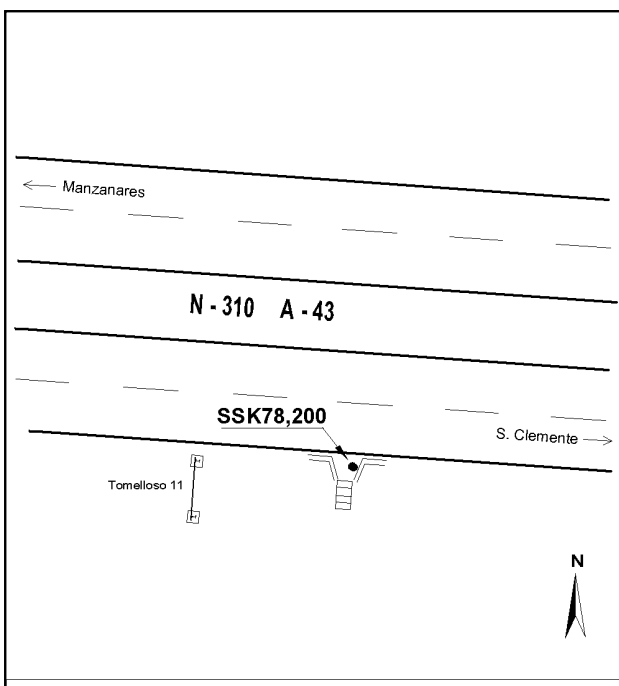 Manzanares
N - 310 A - 43
SSK78,200
S. Clemente
Tomelloso 11
N